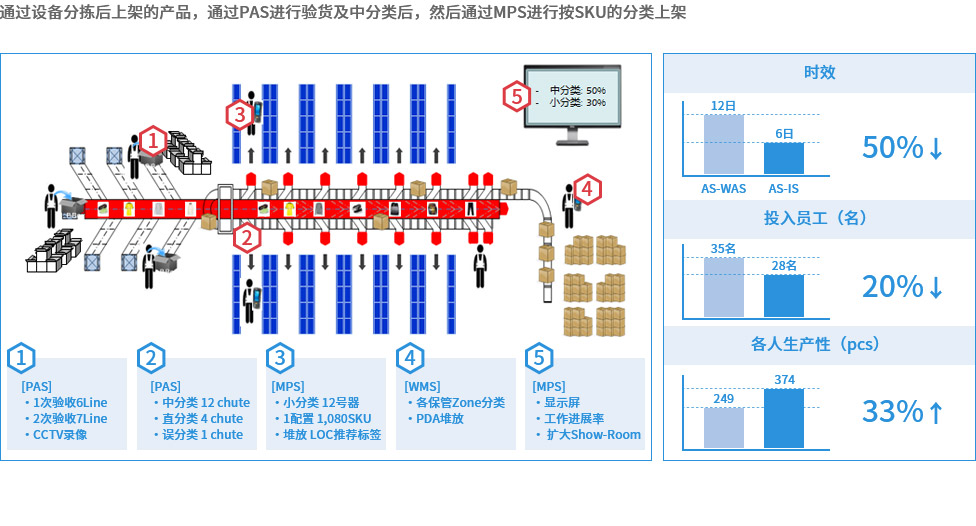 通过设备分拣后上架的产品，通过PAS进行验货及中分类后，然后通过MPS进行按SKU的分类上架
1
2
3
4
5
- 中分类: 50%
- 小分类: 30%
1
[PAS]
・1次验收6Line
・2次验收7Line
・CCTV录像
2
[PAS]
・中分类 12 chute
・直分类 4 chute
・误分类 1 chute
3
[MPS]
・小分类 12号器
・1配置 1,080SKU
・堆放 LOC推荐标签
4
[WMS]
・各保管Zone分类
・PDA堆放
5
[MPS]
・显示屏
・工作进展率
・ 扩大Show-Room
时效
12日
6日
AS-WAS
AS-IS
50%↓
投入员工（名）
35名
28名
20%↓
各人生产性（pcs）
249
374
33%↑